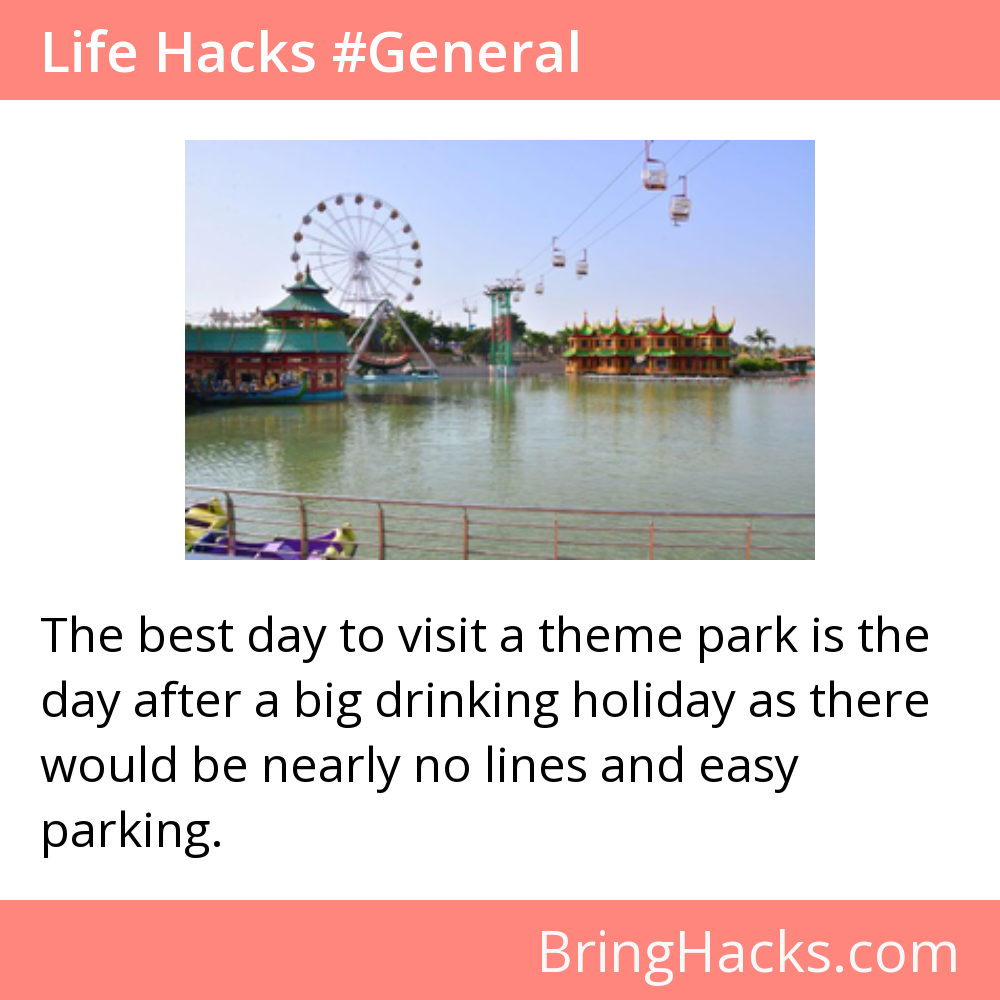 Life Hacks #General
The best day to visit a theme park is the
day after a big drinking holiday as there
would be nearly no lines and easy
parking.
BringHacks.com